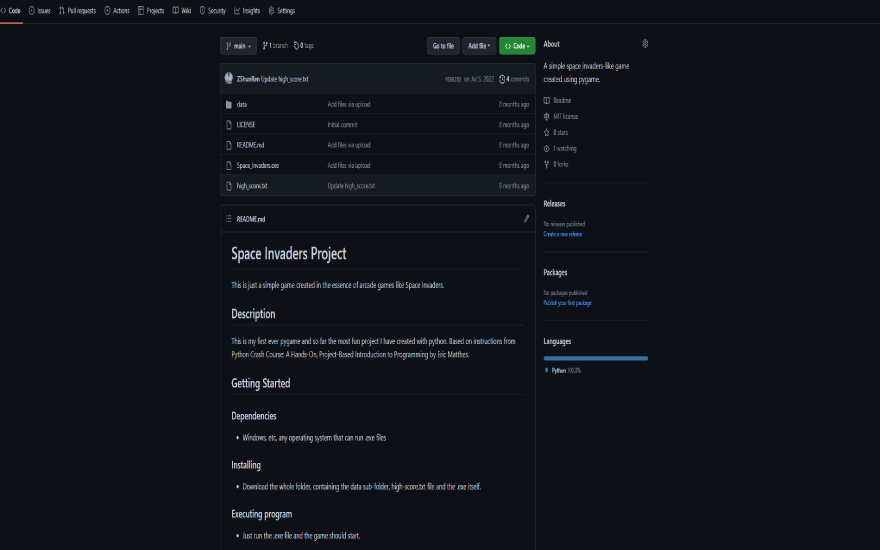 Code Issues Pull requests Actions Projects Wiki Security Insights Settings
main 1 branch 0 tags Go to file Add file Code
ZShunRen Update high_score.txt on Jul 5, 2022 4 commits
data Add files via upload 8 months ago
LICENSE Initial commit 8 months ago
README.md Add files via upload 8 months ago
Space_Invaders.exe Add files via upload 8 months ago
high_score.txt Update high_score.txt 8 months ago
README.md
Space Invaders Project
This is just a simple game created in the essence of arcade games like Space Invaders.
Description
This is my first ever pygame and so far the most fun project I have created with python. Based on instructions from
Python Crash Course: A Hands-On, Project-Based Introduction to Programming by Eric Matthes.
Getting Started
Dependencies
Windows, etc, any operating system that can run .exe files
Installing
Download the whole folder, containing the data sub-folder, high-score.txt file and the .exe itself.
Executing program
Just run the .exe file and the game should start.
About
A simple space invaders-like game
created using pygame.
Readme
MIT license
0 stars
1 watching
0 forks
Releases
No releases published
Create a new release
Packages
No packages published
Publish your first package
Languages
Python 100.0%